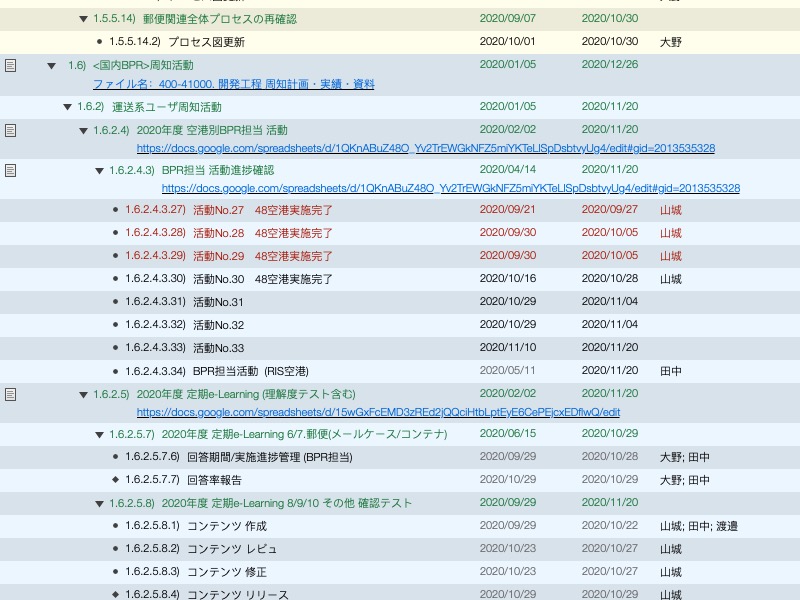 1.5.5.14) 郵便関連全体プロセスの再確認 2020/09/07 2020/10/30
1.5.5.14.2) プロセス図更新 2020/10/01 2020/10/30 大野
1.6) <国内BPR>周知活動 2020/01/05 2020/12/26
ファイル名： 400-41000. 開発工程 周知計画・実績・資料
1.6.2) 運送系ユーザ周知活動 2020/01/05 2020/11/20
1.6.2.4) 2020年度 空港別BPR担当 活動 2020/02/02 2020/11/20
https://docs.google.com/spreadsheets/d/1QKnABuZ48O_Yv2TrEWGkNFZ5miYKTeLlSpDsbtvyUg4/edit#gid=2013535328
1.6.2.4.3) BPR担当 活動進捗確認 2020/04/14 2020/11/20
https://docs.google.com/spreadsheets/d/1QKnABuZ48O_Yv2TrEWGkNFZ5miYKTeLlSpDsbtvyUg4/edit#gid=2013535328
1.6.2.4.3.27) 活動No.27 48空港実施完了 2020/09/21 2020/09/27 山城
1.6.2.4.3.28) 活動No.28 48空港実施完了 2020/09/30 2020/10/05 山城
1.6.2.4.3.29) 活動No.29 48空港実施完了 2020/09/30 2020/10/05 山城
1.6.2.4.3.30) 活動No.30 48空港実施完了 2020/10/16 2020/10/28 山城
1.6.2.4.3.31) 活動No.31 2020/10/29 2020/11/04
1.6.2.4.3.32) 活動No.32 2020/10/29 2020/11/04
1.6.2.4.3.33) 活動No.33 2020/11/10 2020/11/20
1.6.2.4.3.34) BPR担当活動 (RIS空港) 2020/05/11 2020/11/20 田中
1.6.2.5) 2020年度 定期e-Learning (理解度テスト含む) 2020/02/02 2020/11/20
https://docs.google.com/spreadsheets/d/15wGxFcEMD3zREd2jQQciHtbLptEyE6CePEjcxEDflwQ/edit
1.6.2.5.7) 2020年度 定期e-Learning 6/7.郵便(メールケース/コンテナ) 2020/06/15 2020/10/29
1.6.2.5.7.6) 回答期間/実施進捗管理 (BPR担当) 2020/09/29 2020/10/28 大野; 田中
1.6.2.5.7.7) 回答率報告 2020/09/29 2020/10/29 大野; 田中
1.6.2.5.8) 2020年度 定期e-Learning 8/9/10 その他 確認テスト 2020/09/29 2020/11/20
1.6.2.5.8.1) コンテンツ 作成 2020/09/29 2020/10/22 山城; 田中; 渡邉
1.6.2.5.8.2) コンテンツ レビュ 2020/10/23 2020/10/27 山城
1.6.2.5.8.3) コンテンツ 修正 2020/10/23 2020/10/27 山城
1.6.2.5.8.4) コンテンツ リリース 2020/10/29 2020/10/29 山城